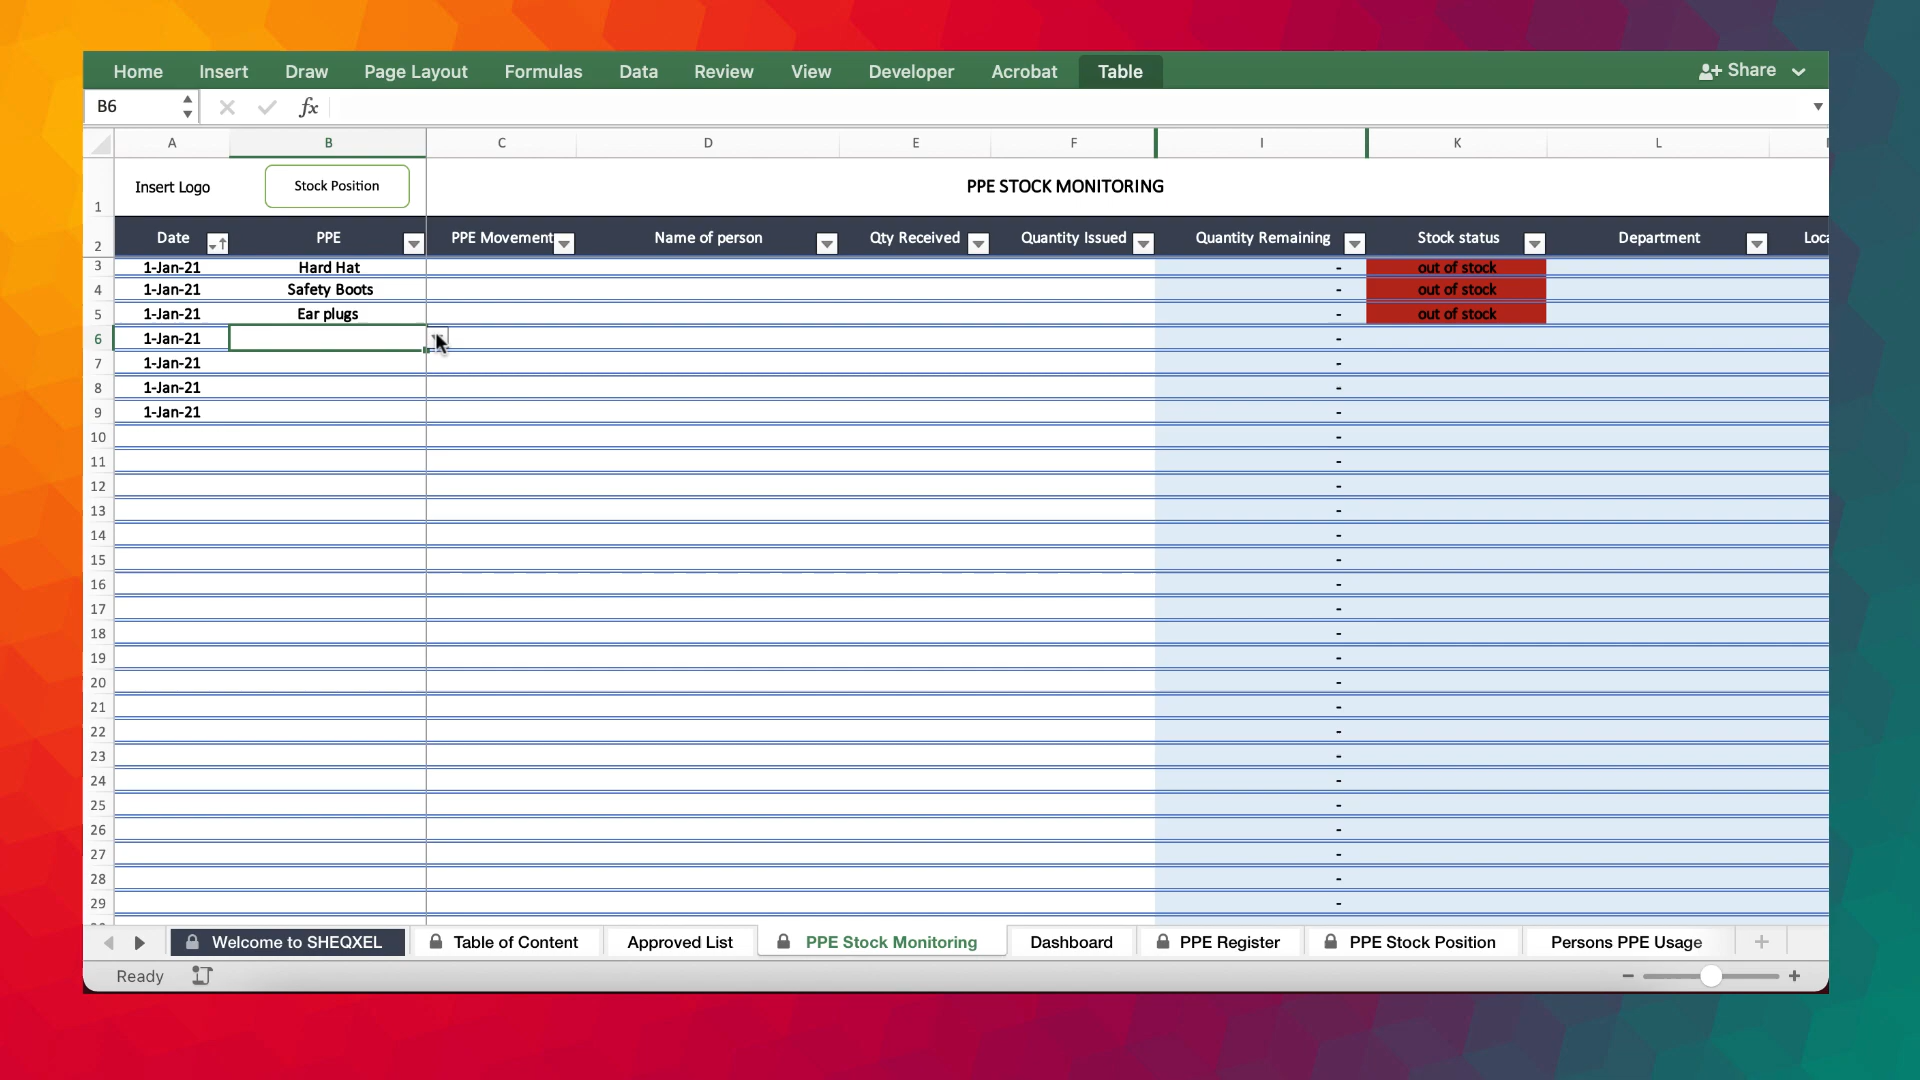 Home Insert Draw Page Layout Formulas Data Review View Developer Acrobat Table Share
B6 fx
A B C D E F I K L
Insert Logo Stock Position PPE STOCK MONITORING
1
2 Date PPE PPE Movement Name of person Qty Received Quantity Issued Quantity Remaining Stock status Department Loca
3 1-Jan-21 Hard Hat - out of stock
4 1-Jan-21 Safety Boots - out of stock
5 1-Jan-21 Ear plugs - out of stock
6 1-Jan-21 -
7 1-Jan-21 -
8 1-Jan-21 -
9 1-Jan-21 -
10 -
11 -
12 -
13 -
14 -
15 -
16 -
17 -
18 -
19 -
20 -
21 -
22 -
23 -
24 -
25 -
26 -
27 -
28 -
29 -
Welcome to SHEQXEL Table of Content Approved List PPE Stock Monitoring Dashboard PPE Register PPE Stock Position Persons PPE Usage
Ready